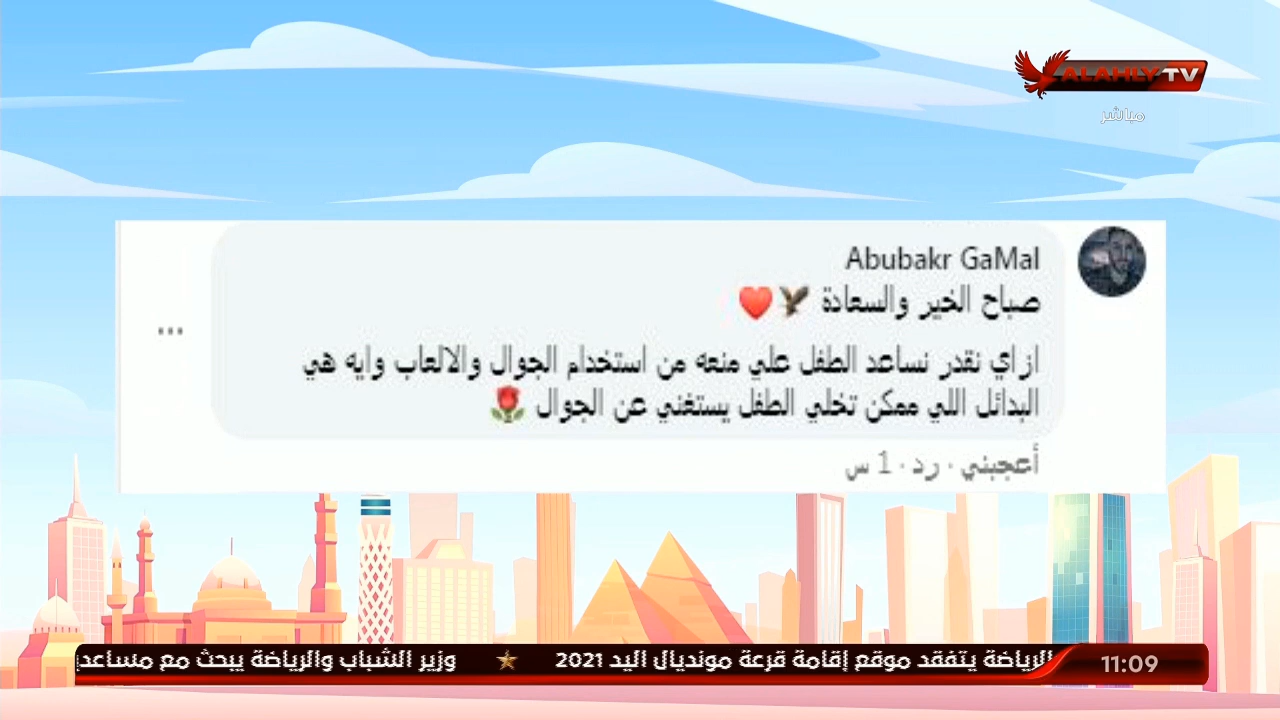 ALAHLY TV
مباشر
Abubakr GaMal
صباح الخير والسعادة 🦅❤️
ازاي نقدر نساعد الطفل علي منعه من استخدام الجوال والالعاب وايه هي
البدائل اللي ممكن تخلي الطفل يستغني عن الجوال 🌹
أعجبني · رد · 1 س
11:09
الرياضة يتفقد موقع إقامة قرعة مونديال اليد 2021 ★ وزير الشباب والرياضة يبحث مع مساعد